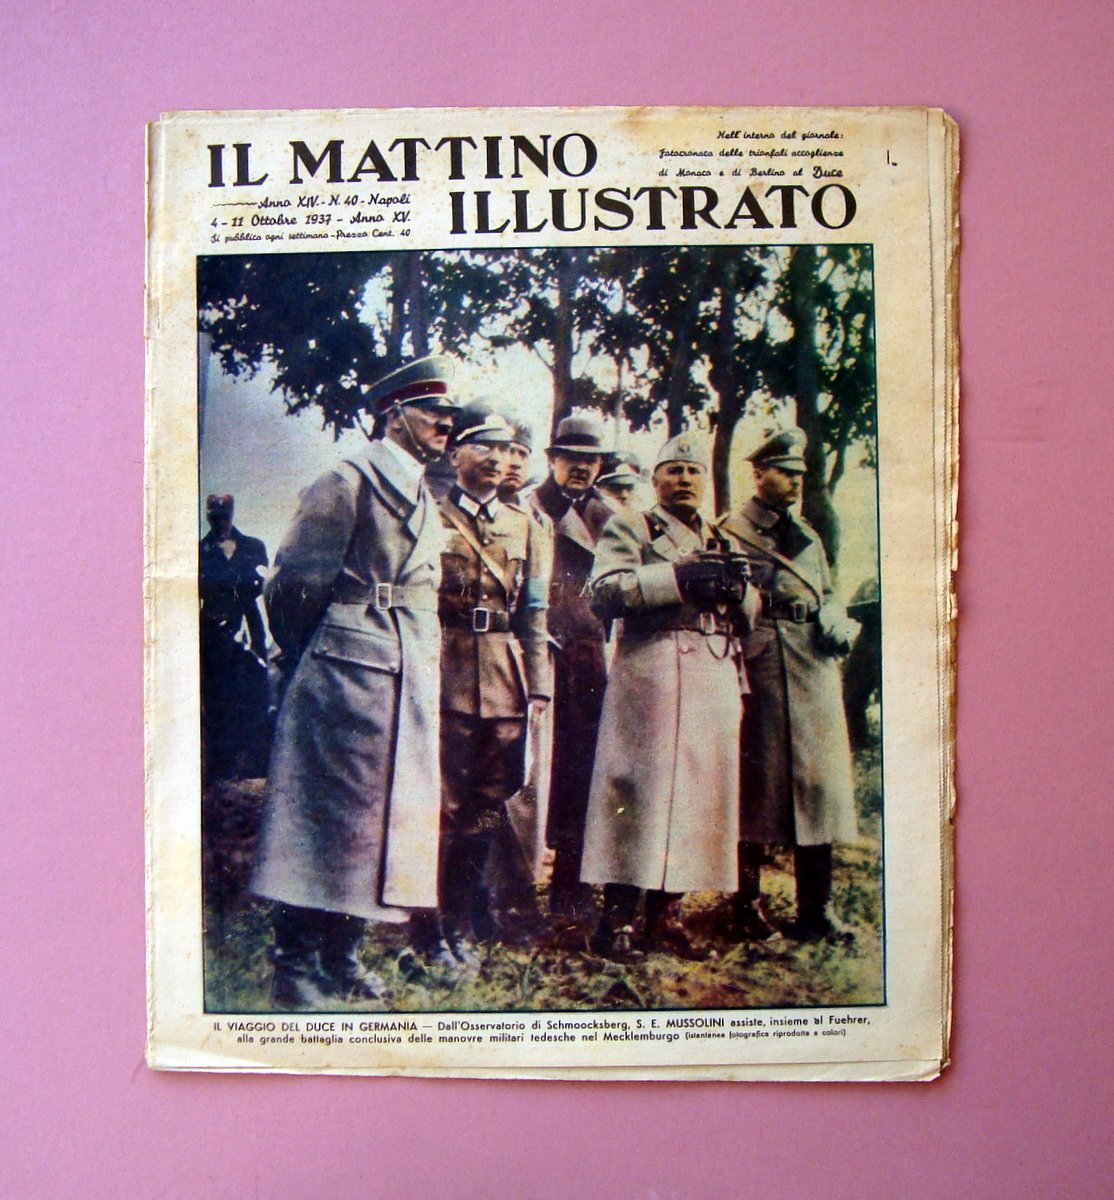 IL MATTINO
ILLUSTRATO
Anno XIV. - N. 40 - Napoli
4 - 11 Ottobre 1937 - Anno XV.
Si pubblica ogni settimana - Prezzo Cent. 40
Nell'interno del giornale:
Fotocronaca delle trionfali accoglienze
di Monaco e di Berlino al Duce
1.
IL VIAGGIO DEL DUCE IN GERMANIA — Dall'Osservatorio di Schmoocksberg, S. E. MUSSOLINI assiste, insieme al Fuehrer,
alla grande battaglia conclusiva delle manovre militari tedesche nel Mecklemburgo (istantanea fotografica riprodotta a colori)